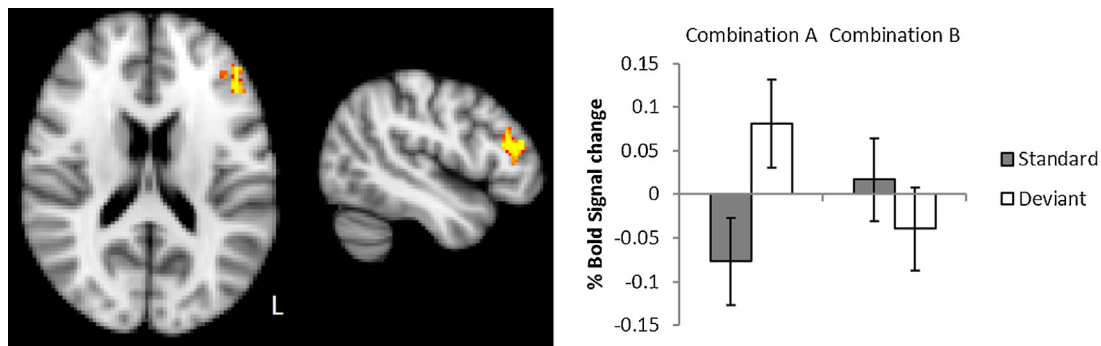 L
Combination A Combination B
% Bold Signal change
0.15
0.1
0.05
0
-0.05
-0.1
-0.15
Standard
Deviant